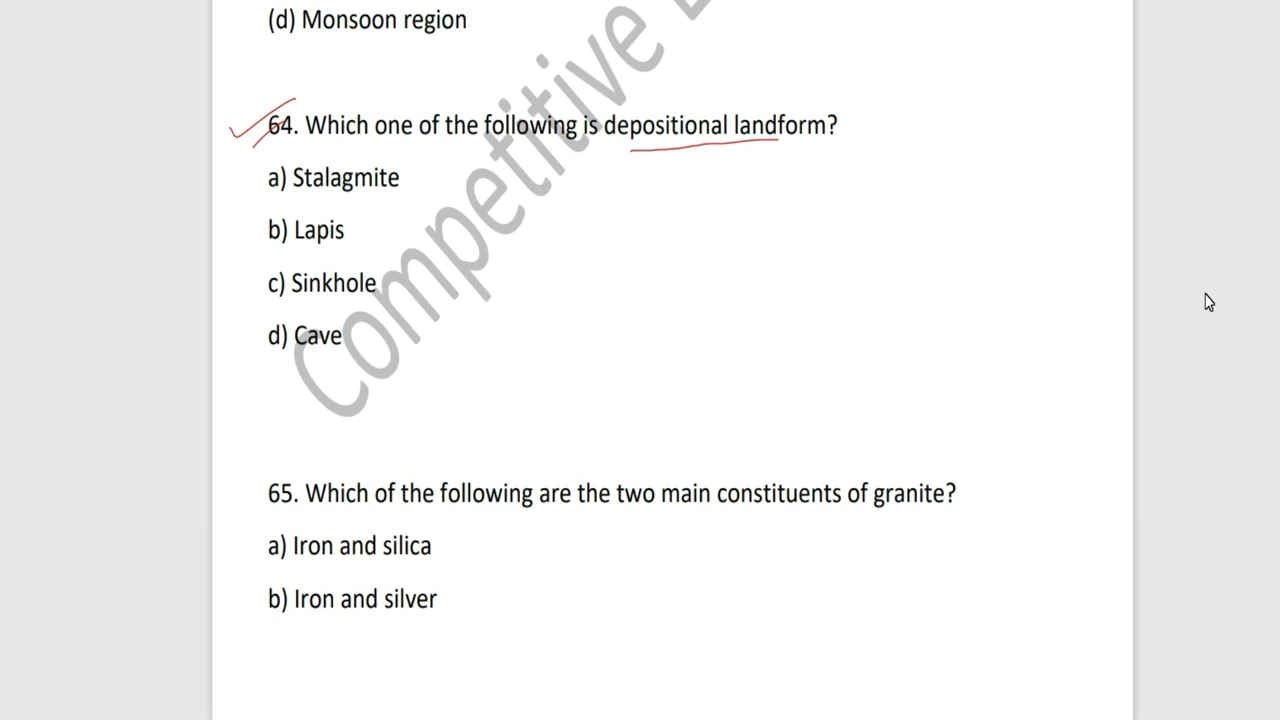 (d) Monsoon region
64. Which one of the following is depositional landform?
a) Stalagmite
b) Lapis
c) Sinkhole
d) Cave
Competitive
65. Which of the following are the two main constituents of granite?
a) Iron and silica
b) Iron and silver